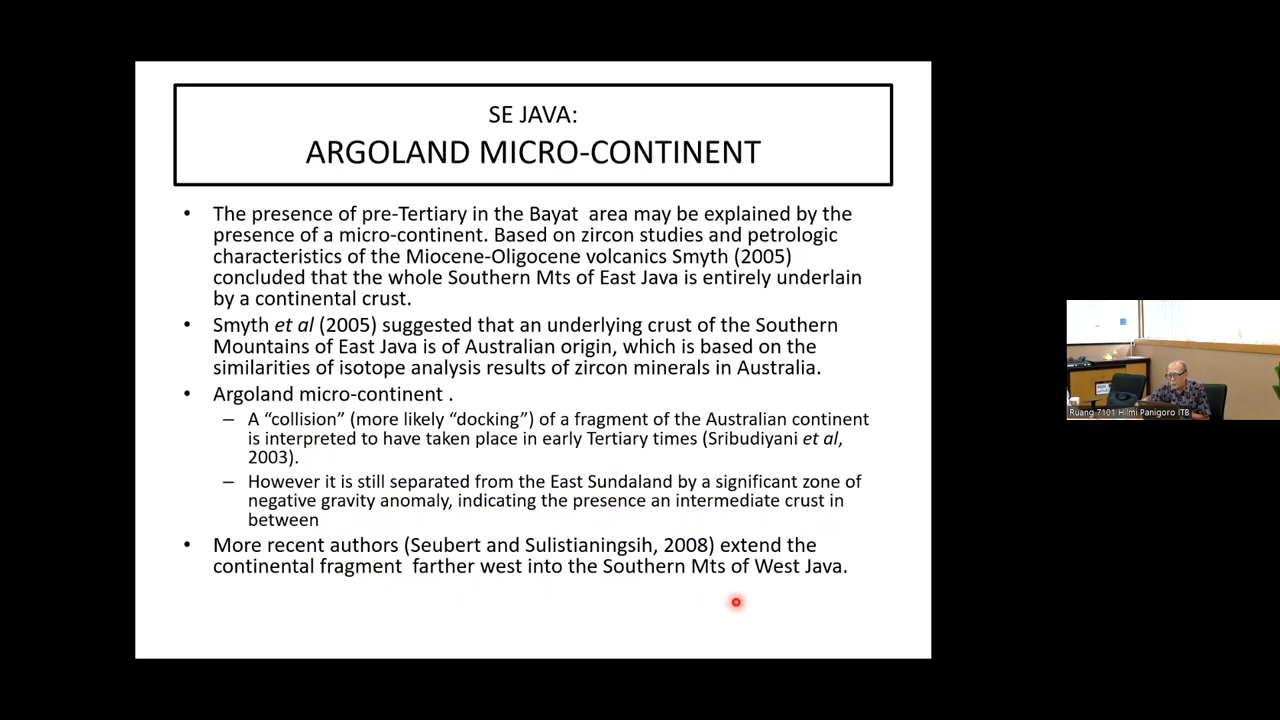 SE JAVA:
ARGOLAND MICRO-CONTINENT
• The presence of pre-Tertiary in the Bayat  area may be explained by the
presence of a micro-continent. Based on zircon studies and petrologic
characteristics of the Miocene-Oligocene volcanics Smyth (2005)
concluded that the whole Southern Mts of East Java is entirely underlain
by a continental crust.
• Smyth et al (2005) suggested that an underlying crust of the Southern
Mountains of East Java is of Australian origin, which is based on the
similarities of isotope analysis results of zircon minerals in Australia.
• Argoland micro-continent .
– A “collision” (more likely “docking”) of a fragment of the Australian continent
is interpreted to have taken place in early Tertiary times (Sribudiyani et al,
2003).
– However it is still separated from the East Sundaland by a significant zone of
negative gravity anomaly, indicating the presence an intermediate crust in
between
• More recent authors (Seubert and Sulistianingsih, 2008) extend the
continental fragment  farther west into the Southern Mts of West Java.
Ruang 7101 Hilmi Panigoro ITB